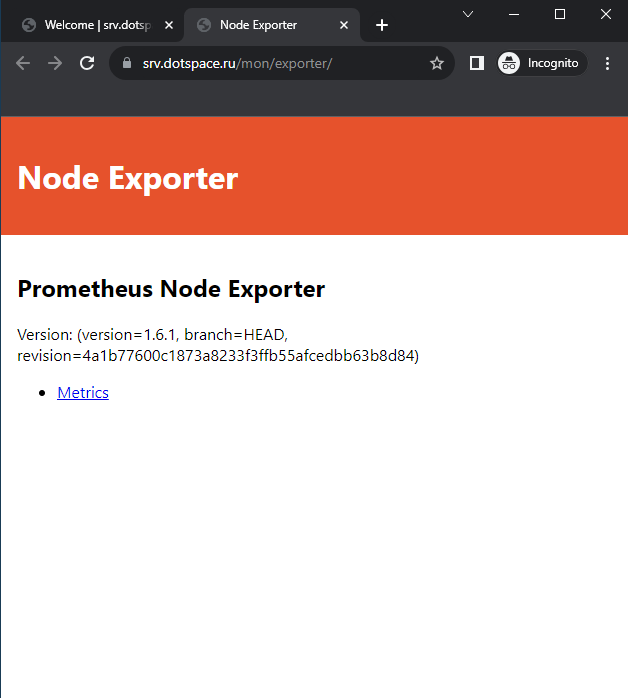 Welcome | srv.dotsp
Node Exporter
srv.dotspace.ru/mon/exporter/
Incognito
Node Exporter
Prometheus Node Exporter
Version: (version=1.6.1, branch=HEAD,
revision=4a1b77600c1873a8233f3ffb55afcedbb63b8d84)
Metrics